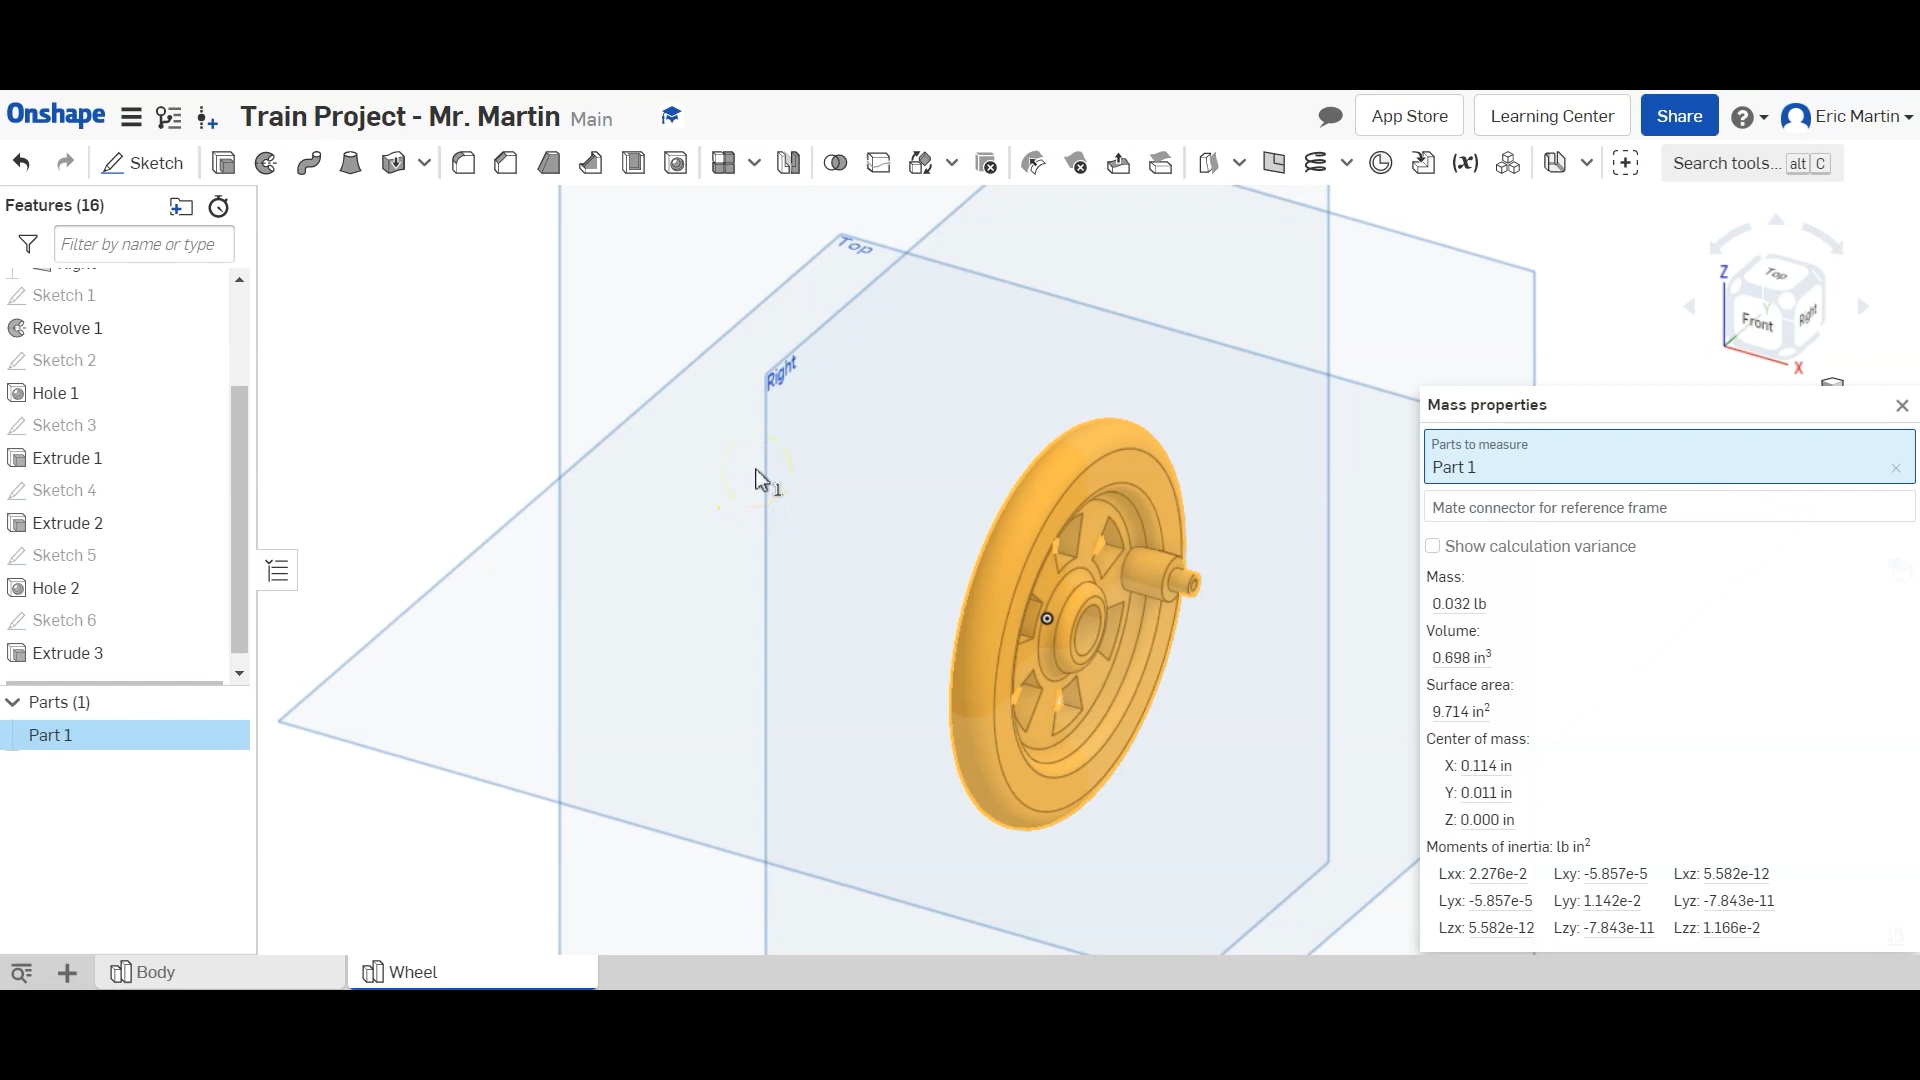 Onshape Train Project - Mr. Martin Main App Store Learning Center Share ? Eric Martin
Sketch (x) Search tools... alt C
Features (16)
Filter by name or type
Right
Sketch 1
Revolve 1
Sketch 2
Hole 1
Sketch 3
Extrude 1
Sketch 4
Extrude 2
Sketch 5
Hole 2
Sketch 6
Extrude 3
Parts (1)
Part 1
Top
Right
1
Z
Top
Y
Front
Right
X
Mass properties
Parts to measure
Part 1
Mate connector for reference frame
Show calculation variance
Mass:
0.032 lb
Volume:
0.698 in³
Surface area:
9.714 in²
Center of mass:
X: 0.114 in
Y: 0.011 in
Z: 0.000 in
Moments of inertia: lb in²
Lxx: 2.276e-2 Lxy: -5.857e-5 Lxz: 5.582e-12
Lyx: -5.857e-5 Lyy: 1.142e-2 Lyz: -7.843e-11
Lzx: 5.582e-12 Lzy: -7.843e-11 Lzz: 1.166e-2
Body Wheel